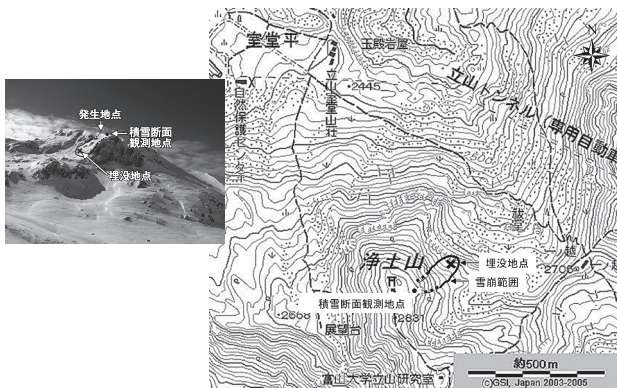 発生地点
積雪断面
観測地点
埋没地点
室堂平
玉殿岩屋
立山トンネル(専用自動車
立山室堂山荘
自然保護センター
・2445
浄土山
埋没地点
雪崩範囲
積雪断面観測地点
一ノ越
2831
展望台
富山大学立山研究室
約500m
(c)GSI, Japan 2003-2005